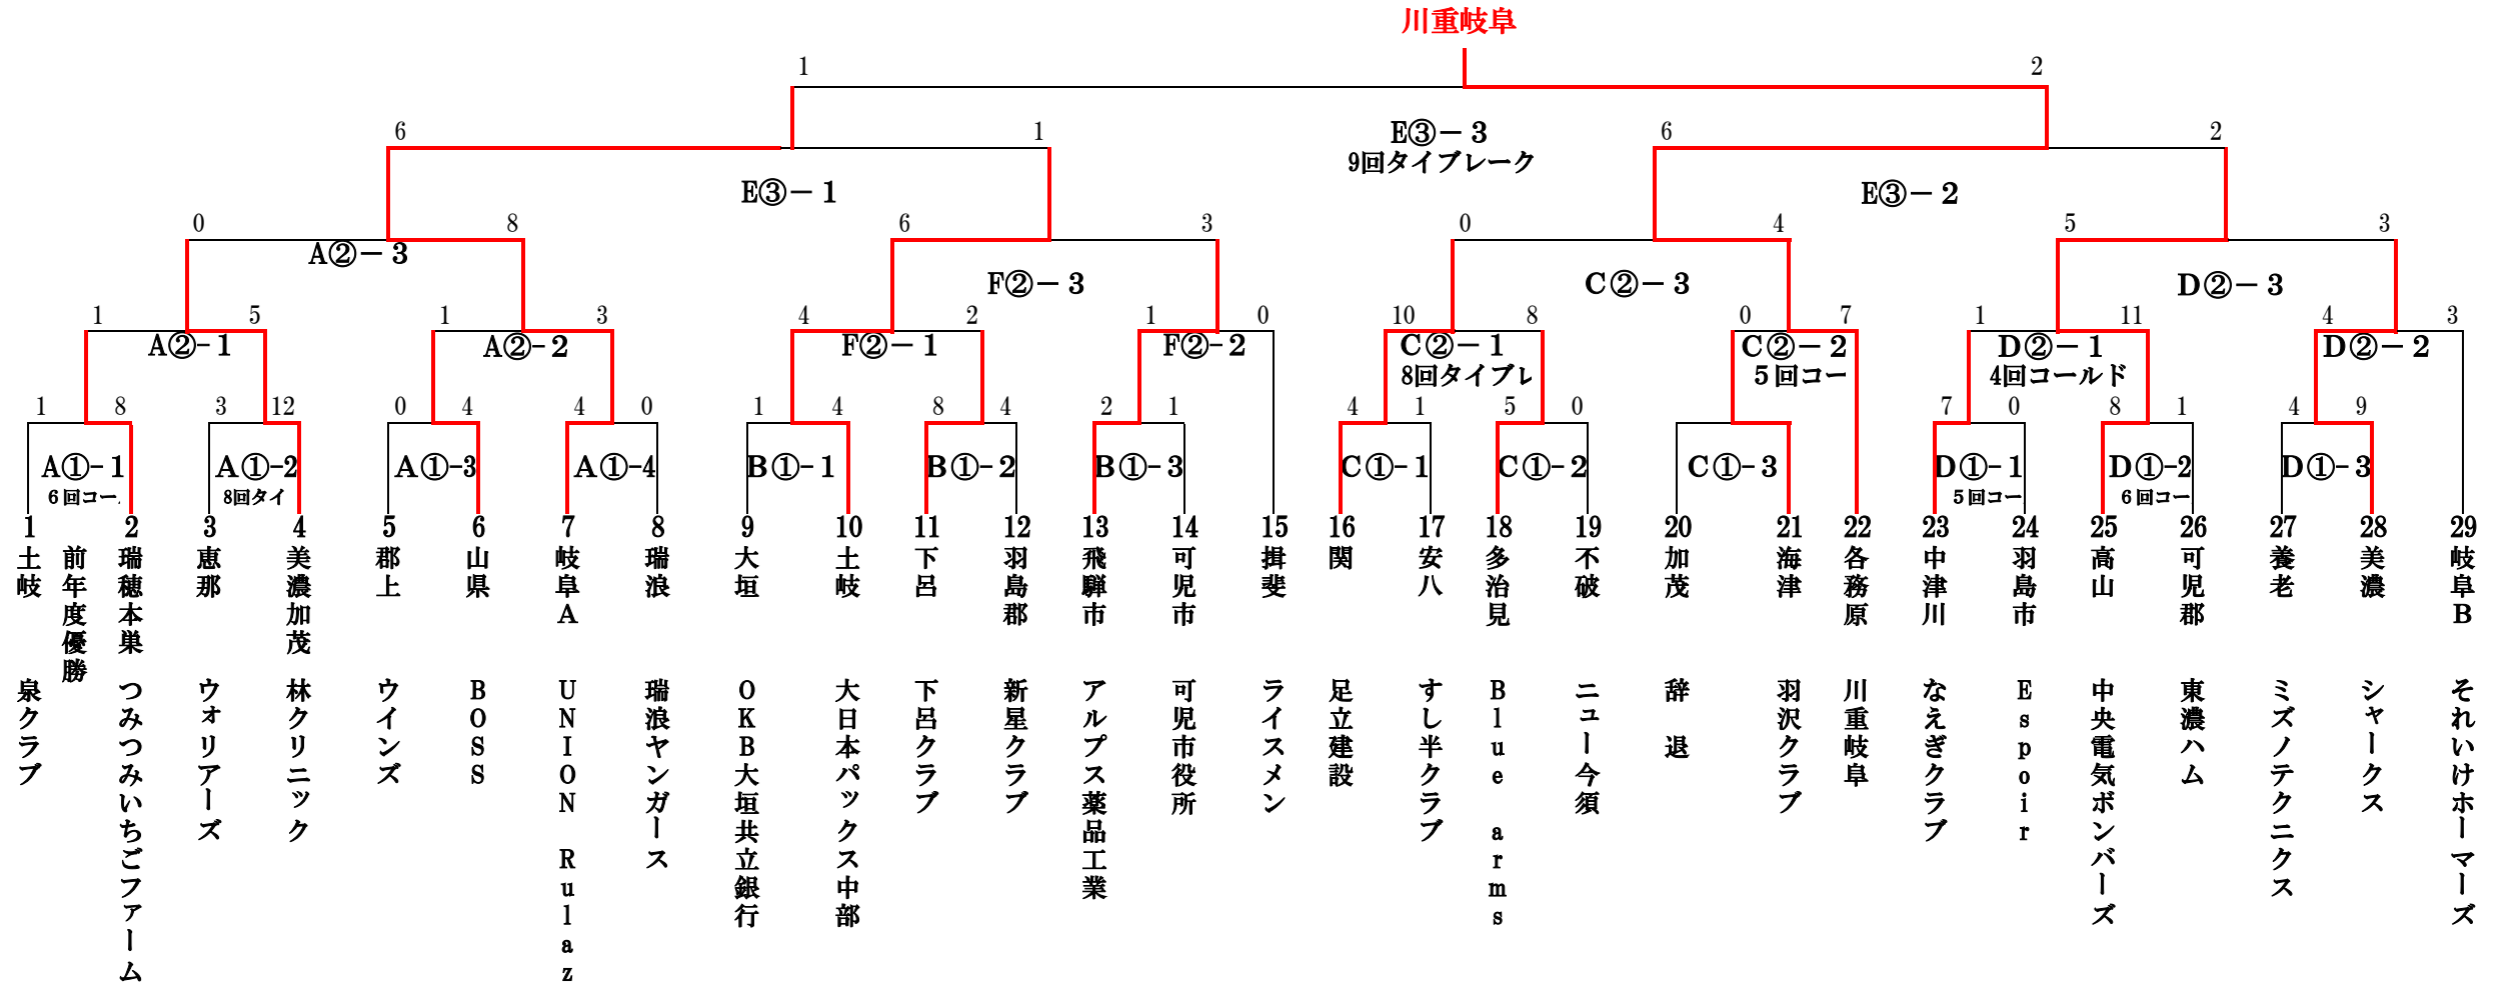 川重岐阜
1 2
6 1 E③－3 6 2
9回タイブレーク
E③－1 E③－2
0 8 6 3 0 4 5 3
A②－3 F②－3 C②－3 D②－3
1 5 1 3 4 2 1 0 10 8 0 7 1 11 4 3
A②-1 A②-2 F②－1 F②-2 C②－1 C②－2 D②－1 D②－2
8回タイブレ ５回コー 4回コールド
1 8 3 12 0 4 4 0 1 4 8 4 2 1 4 1 5 0 7 0 8 1 4 9
A①-1 A①-2 A①-3 A①-4 B①-1 B①-2 B①-3 C①-1 C①-2 C①-3 D①-1 D①-2 D①-3
６回コー 8回タイ ５回コー ６回コー
1 土岐 泉クラブ
前年度優勝
2 瑞穂本巣 つみつみいちごファーム
3 恵那 ウォリアーズ
4 美濃加茂 林クリニック
5 郡上 ウインズ
6 山県 BOSS
7 岐阜A UNION Rulaz
8 瑞浪 瑞浪ヤンガース
9 大垣 OKB大垣共立銀行
10 土岐 大日本パックス中部
11 下呂 下呂クラブ
12 羽島郡 新星クラブ
13 飛騨市 アルプス薬品工業
14 可児市 可児市役所
15 揖斐 ライスメン
16 関 足立建設
17 安八 すし半クラブ
18 多治見 Blue arms
19 不破 ニュー今須
20 加茂 辞退
21 海津 羽沢クラブ
22 各務原 川重岐阜
23 中津川 なえぎクラブ
24 羽島市 Espoir
25 高山 中央電気ボンバーズ
26 可児郡 東濃ハム
27 養老 ミズノテクニクス
28 美濃 シャークス
29 岐阜B それいけホーマーズ